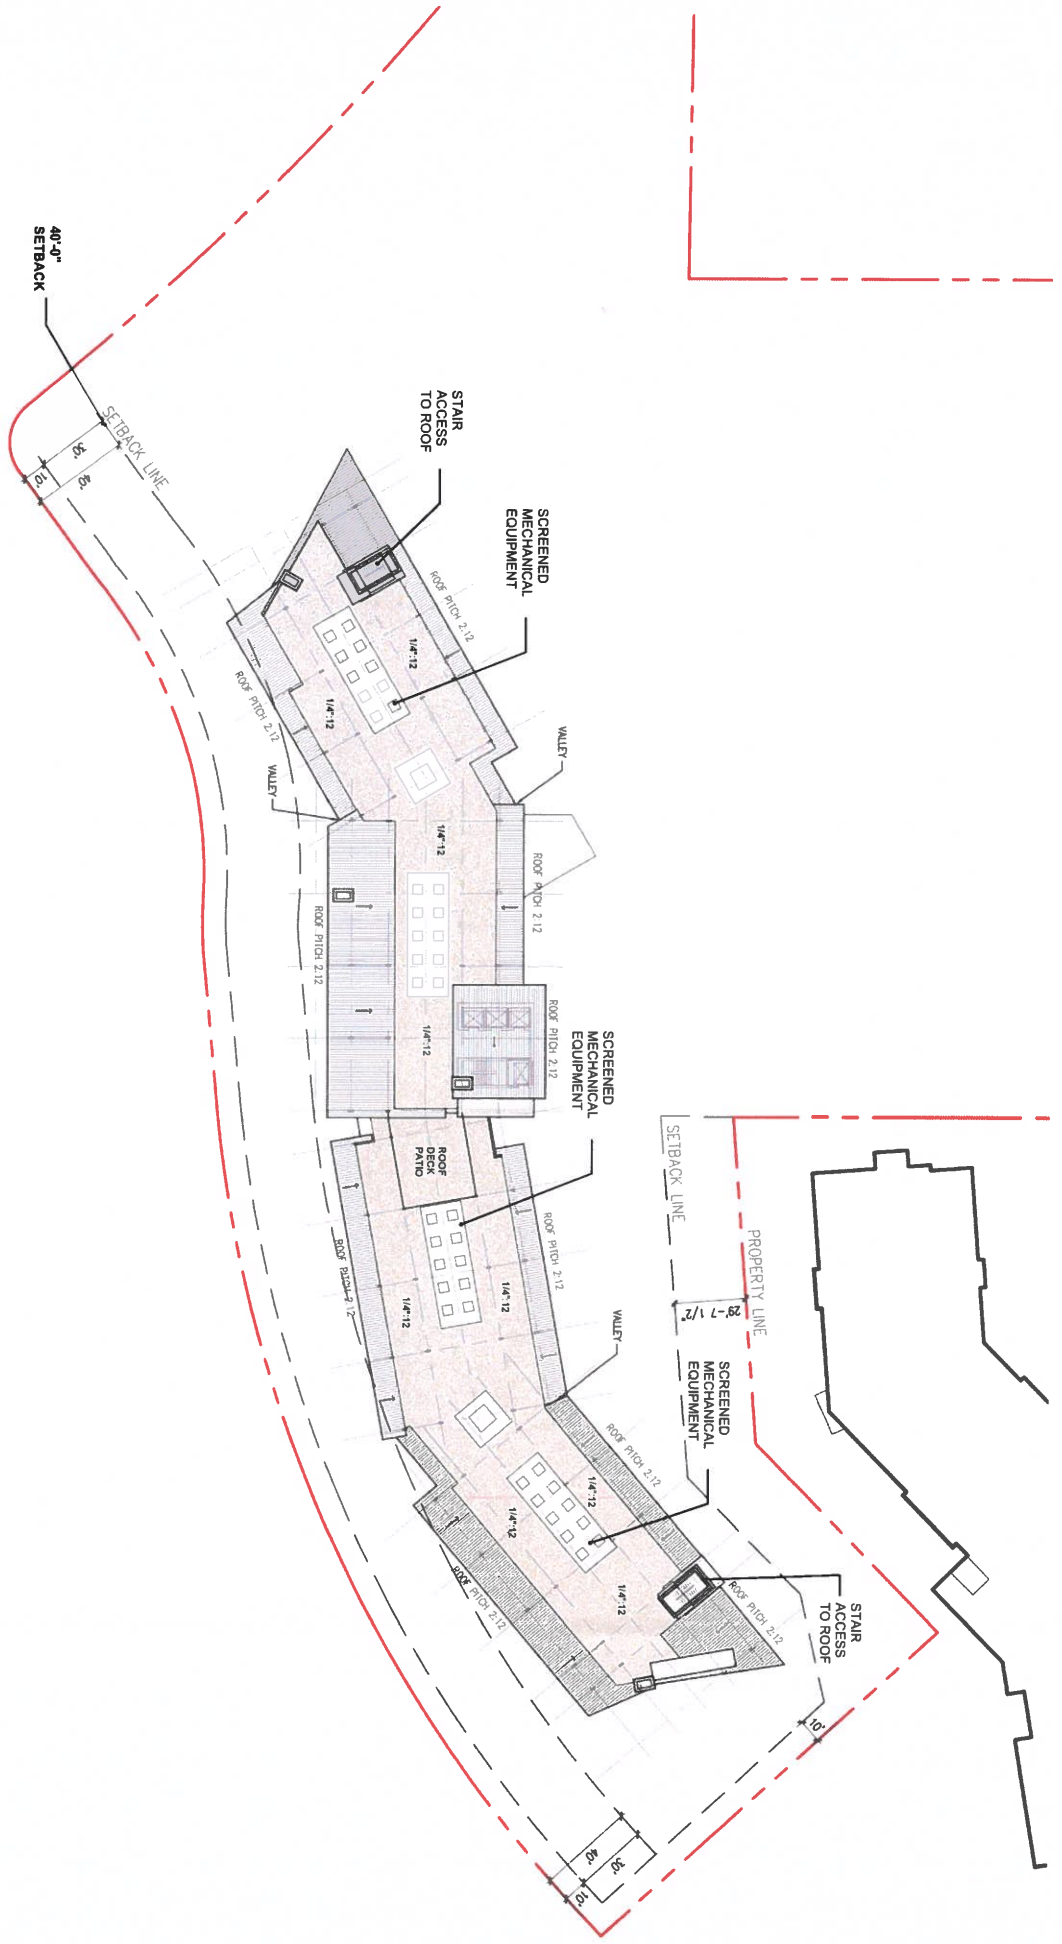 40'-0"
SETBACK
SETBACK LINE
30'
40'
10'
STAIR
ACCESS
TO ROOF
SCREENED
MECHANICAL
EQUIPMENT
ROOF PITCH 2:12
1/4":12
1/4":12
ROOF PITCH 2:12
VALLEY
VALLEY
1/4":12
ROOF PITCH 2:12
ROOF PITCH 2:12
1/4":12
ROOF PITCH 2:12
SCREENED
MECHANICAL
EQUIPMENT
ROOF
DECK
PATIO
ROOF PITCH 2:12
ROOF PITCH 2:12
1/4":12
1/4":12
VALLEY
SETBACK LINE
PROPERTY LINE
29'-7 1/2"
SCREENED
MECHANICAL
EQUIPMENT
ROOF PITCH 2:12
1/4":12
1/4":12
ROOF PITCH 2:12
1/4":12
ROOF PITCH 2:12
STAIR
ACCESS
TO ROOF
10'
40'
30'
10'